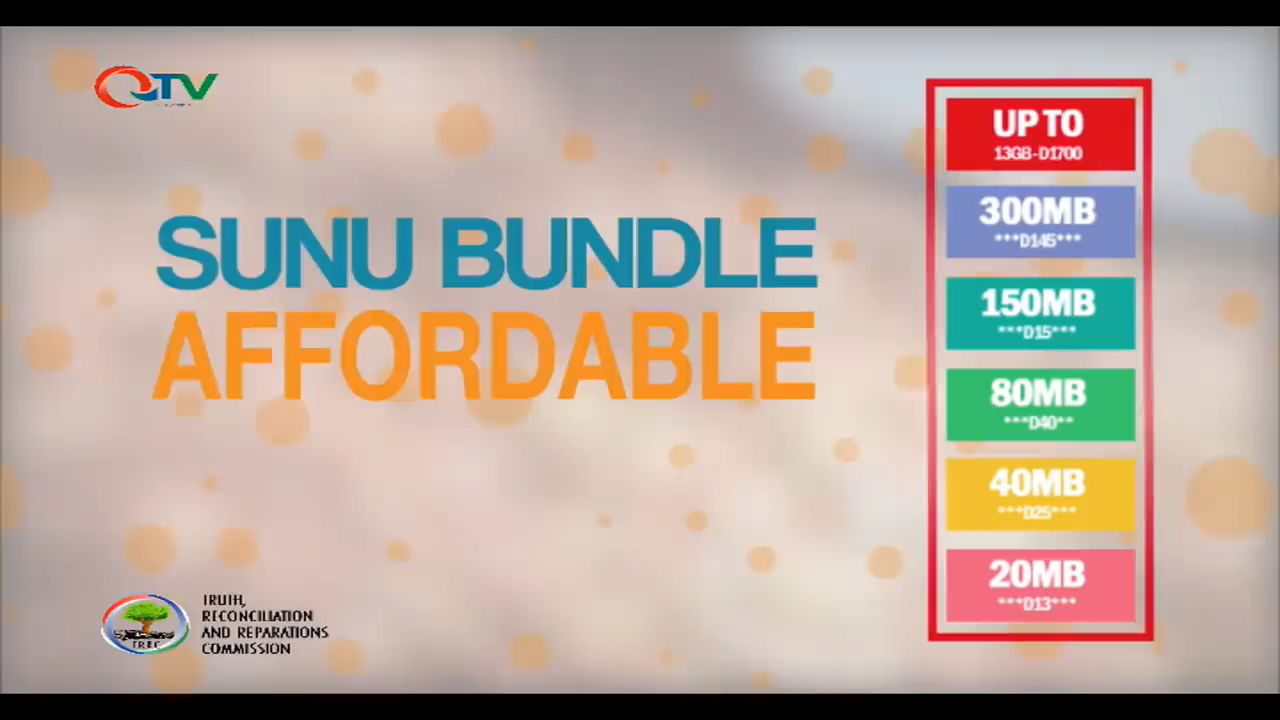 QTV
SUNU BUNDLE
AFFORDABLE
UP TO
13GB-D1700
300MB
***D145***
150MB
***D15***
80MB
***D40**
40MB
***D25***
20MB
***D13***
TRUTH,
RECONCILIATION
AND REPARATIONS
COMMISSION
TRRC